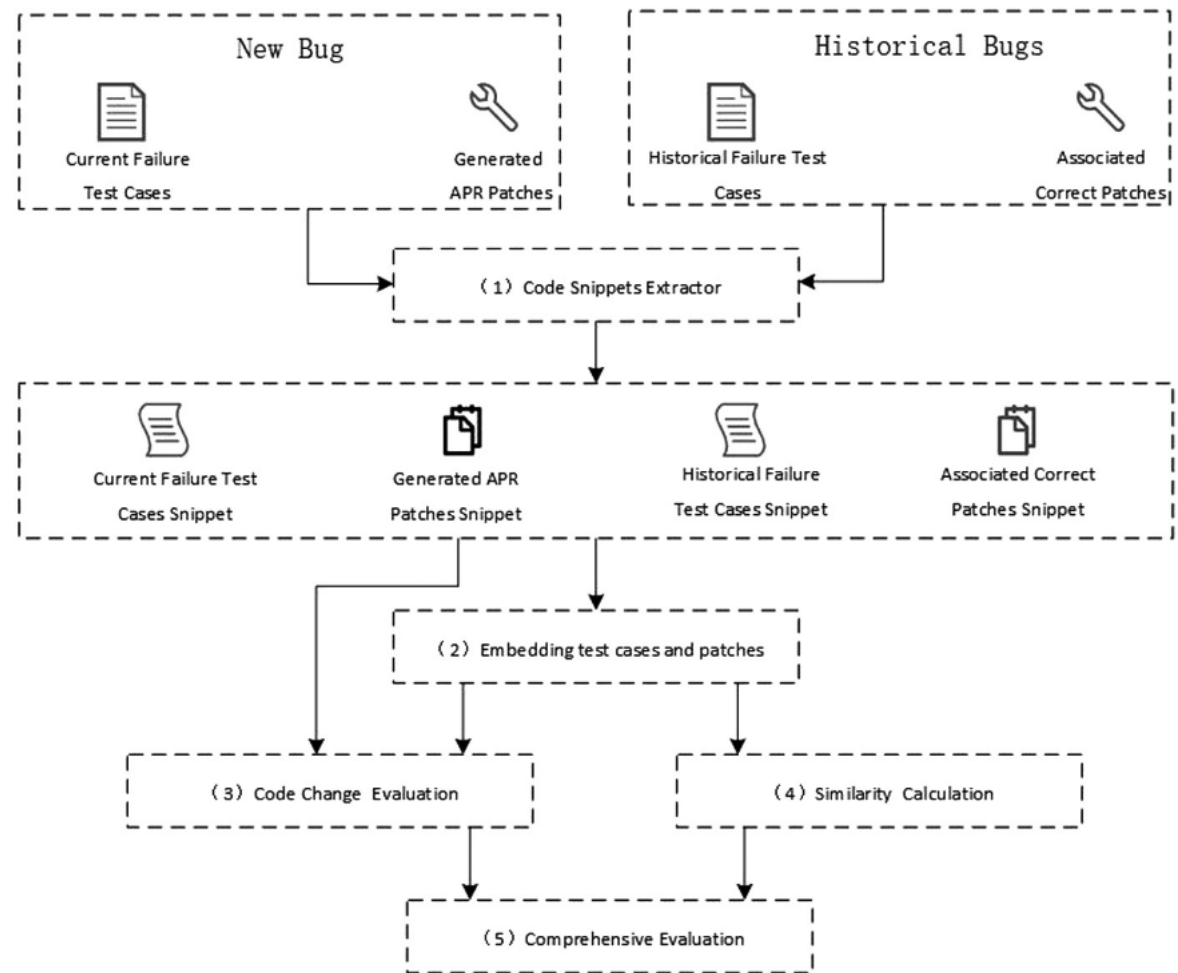 New Bug
Historical Bugs
Current Failure
Test Cases
Generated
APR Patches
Historical Failure Test
Cases
Associated
Correct Patches
（1）Code Snippets Extractor
Current Failure Test
Cases Snippet
Generated APR
Patches Snippet
Historical Failure
Test Cases Snippet
Associated Correct
Patches Snippet
（2）Embedding test cases and patches
（3）Code Change Evaluation
（4）Similarity Calculation
（5）Comprehensive Evaluation